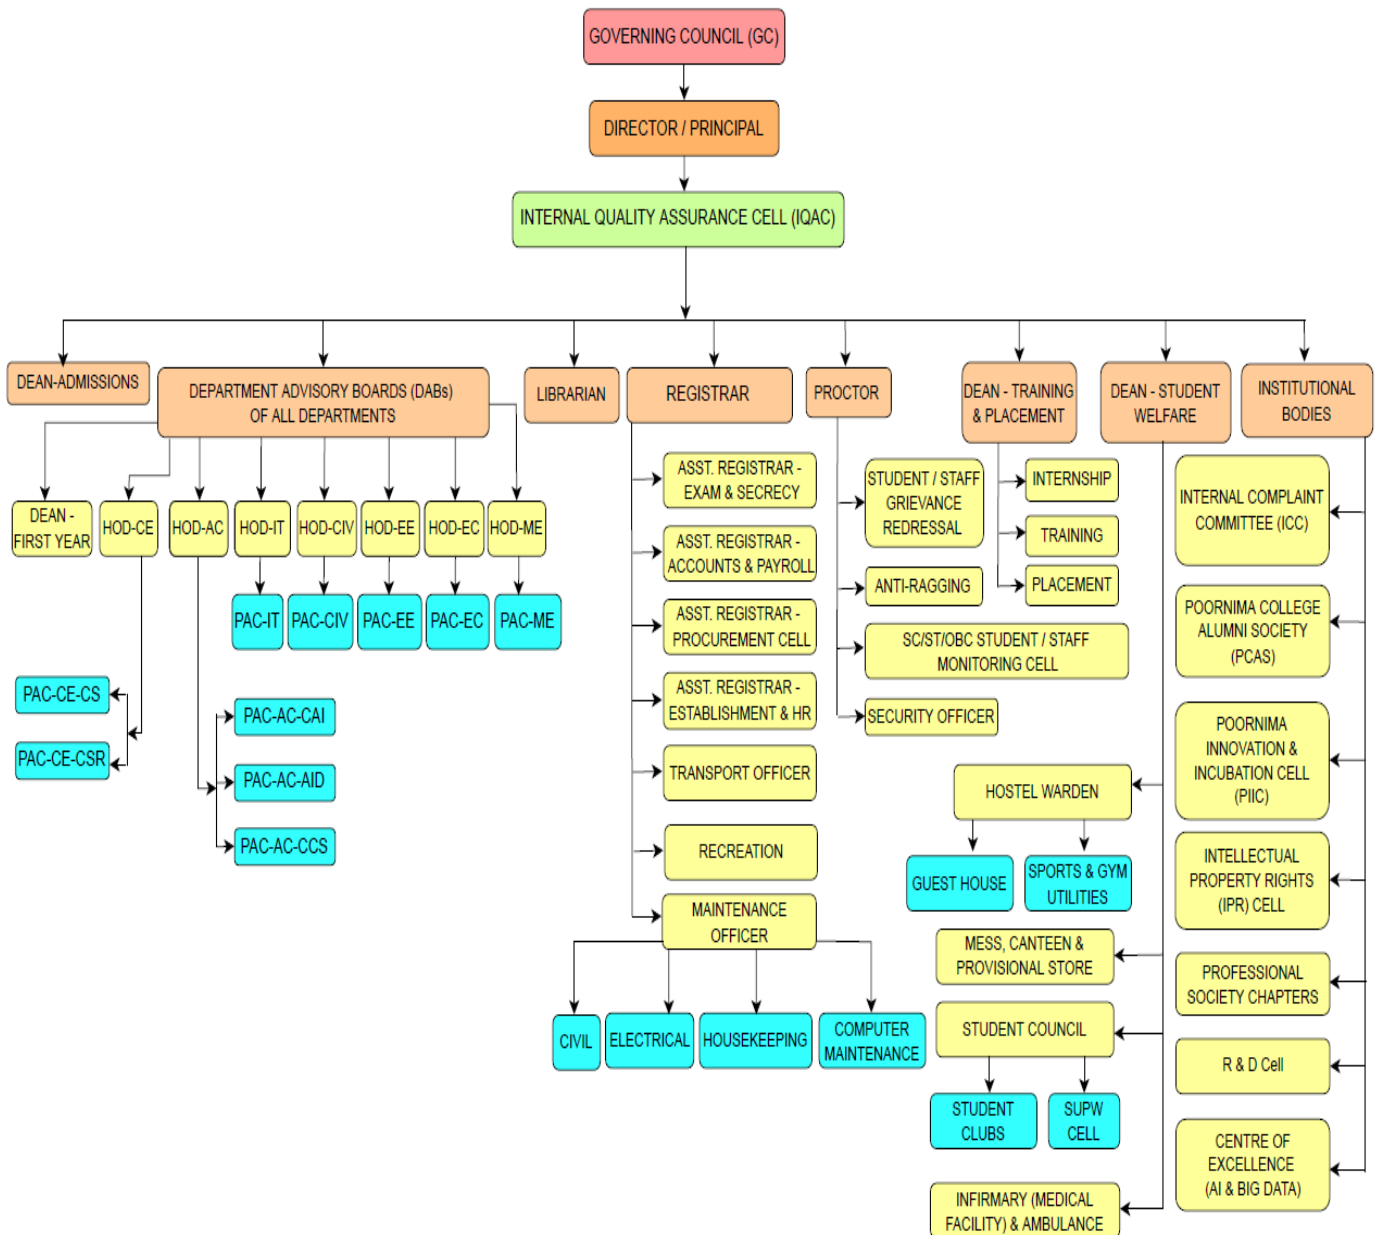 GOVERNING COUNCIL (GC)
DIRECTOR / PRINCIPAL
INTERNAL QUALITY ASSURANCE CELL (IQAC)
DEAN-ADMISSIONS
DEPARTMENT ADVISORY BOARDS (DABs)
OF ALL DEPARTMENTS
LIBRARIAN
REGISTRAR
PROCTOR
DEAN - TRAINING
& PLACEMENT
DEAN - STUDENT
WELFARE
INSTITUTIONAL
BODIES
DEAN -
FIRST YEAR
HOD-CE
HOD-AC
HOD-IT
HOD-CIV
HOD-EE
HOD-EC
HOD-ME
PAC-IT
PAC-CIV
PAC-EE
PAC-EC
PAC-ME
PAC-CE-CS
PAC-CE-CSR
PAC-AC-CAI
PAC-AC-AID
PAC-AC-CCS
ASST. REGISTRAR -
EXAM & SECRECY
ASST. REGISTRAR -
ACCOUNTS & PAYROLL
ASST. REGISTRAR -
PROCUREMENT CELL
ASST. REGISTRAR -
ESTABLISHMENT & HR
TRANSPORT OFFICER
RECREATION
MAINTENANCE
OFFICER
CIVIL
ELECTRICAL
HOUSEKEEPING
COMPUTER
MAINTENANCE
STUDENT / STAFF
GRIEVANCE
REDRESSAL
ANTI-RAGGING
SC/ST/OBC STUDENT / STAFF
MONITORING CELL
SECURITY OFFICER
INTERNSHIP
TRAINING
PLACEMENT
HOSTEL WARDEN
GUEST HOUSE
SPORTS & GYM
UTILITIES
MESS, CANTEEN &
PROVISIONAL STORE
STUDENT COUNCIL
STUDENT
CLUBS
SUPW
CELL
INFIRMARY (MEDICAL
FACILITY) & AMBULANCE
INTERNAL COMPLAINT
COMMITTEE (ICC)
POORNIMA COLLEGE
ALUMNI SOCIETY
(PCAS)
POORNIMA
INNOVATION &
INCUBATION CELL
(PIIC)
INTELLECTUAL
PROPERTY RIGHTS
(IPR) CELL
PROFESSIONAL
SOCIETY CHAPTERS
R & D Cell
CENTRE OF
EXCELLENCE
(AI & BIG DATA)